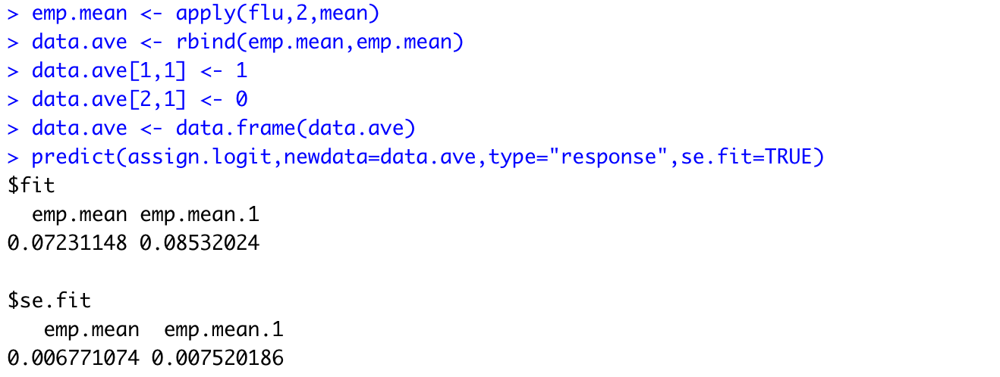 > emp.mean <- apply(flu,2,mean)
> data.ave <- rbind(emp.mean,emp.mean)
> data.ave[1,1] <- 1
> data.ave[2,1] <- 0
> data.ave <- data.frame(data.ave)
> predict(assign.logit,newdata=data.ave,type="response",se.fit=TRUE)
$fit
  emp.mean emp.mean.1
0.07231148 0.08532024

$se.fit
   emp.mean  emp.mean.1
0.006771074 0.007520186